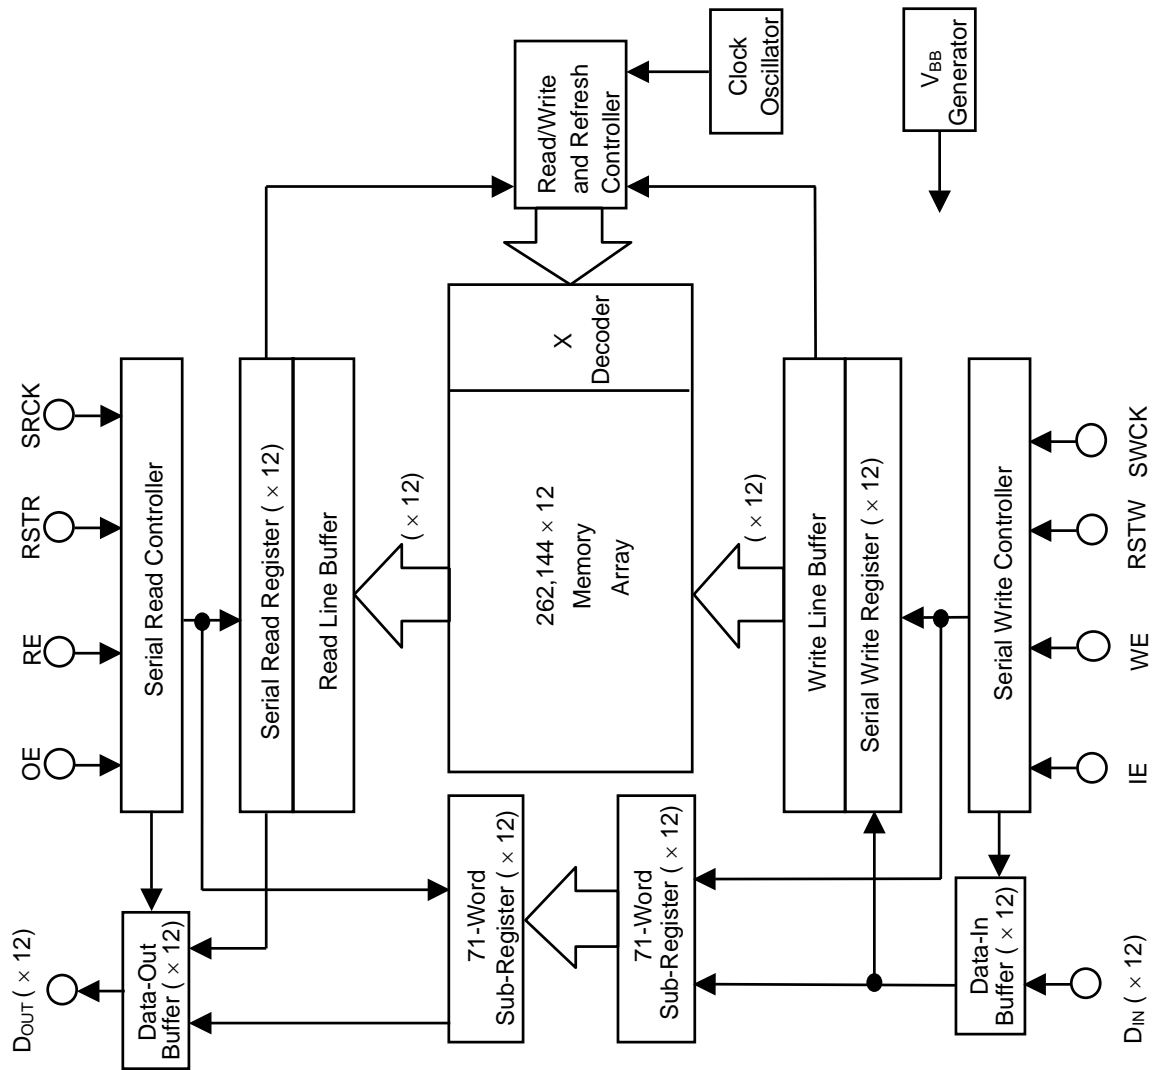 DOUT ( × 12)
OE
RE
RSTR
SRCK
Data-Out
Buffer ( × 12)
Serial Read Controller
Serial Read Register ( × 12)
Read Line Buffer
( × 12)
71-Word
Sub-Register ( × 12)
262,144 × 12
Memory
Array
X
Decoder
Read/Write
and Refresh
Controller
Clock
Oscillator
71-Word
Sub-Register ( × 12)
( × 12)
Write Line Buffer
Serial Write Register ( × 12)
VBB
Generator
Data-In
Buffer ( × 12)
Serial Write Controller
DIN ( × 12)
IE
WE
RSTW
SWCK